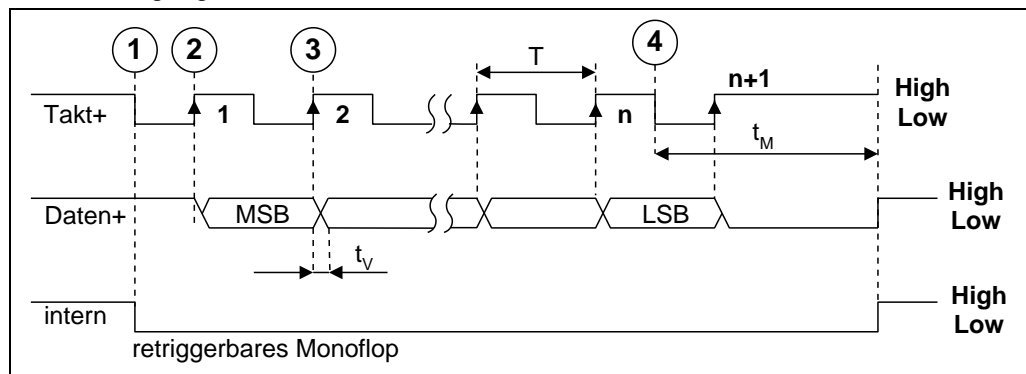 1 2 3 4
T
n+1
Takt+ 1 2 n High
Low
t_M
Daten+ MSB LSB High
Low
t_V
intern High
Low
retriggerbares Monoflop